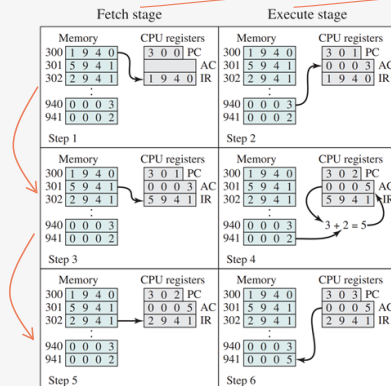 Fetch stage Execute stage
Memory CPU registers Memory CPU registers
300 1 9 4 0 3 0 0 PC 300 1 9 4 0 3 0 1 PC
301 5 9 4 1 AC 301 5 9 4 1 0 0 0 3 AC
302 2 9 4 1 1 9 4 0 IR 302 2 9 4 1 1 9 4 0 IR
940 0 0 0 3 940 0 0 0 3
941 0 0 0 2 941 0 0 0 2
Step 1 Step 2
Memory CPU registers Memory CPU registers
300 1 9 4 0 3 0 1 PC 300 1 9 4 0 3 0 2 PC
301 5 9 4 1 0 0 0 3 AC 301 5 9 4 1 0 0 0 5 AC
302 2 9 4 1 5 9 4 1 IR 302 2 9 4 1 5 9 4 1 IR
940 0 0 0 3 940 0 0 0 3 3 + 2 = 5
941 0 0 0 2 941 0 0 0 2
Step 3 Step 4
Memory CPU registers Memory CPU registers
300 1 9 4 0 3 0 2 PC 300 1 9 4 0 3 0 3 PC
301 5 9 4 1 0 0 0 5 AC 301 5 9 4 1 0 0 0 5 AC
302 2 9 4 1 2 9 4 1 IR 302 2 9 4 1 2 9 4 1 IR
940 0 0 0 3 940 0 0 0 3
941 0 0 0 2 941 0 0 0 5
Step 5 Step 6